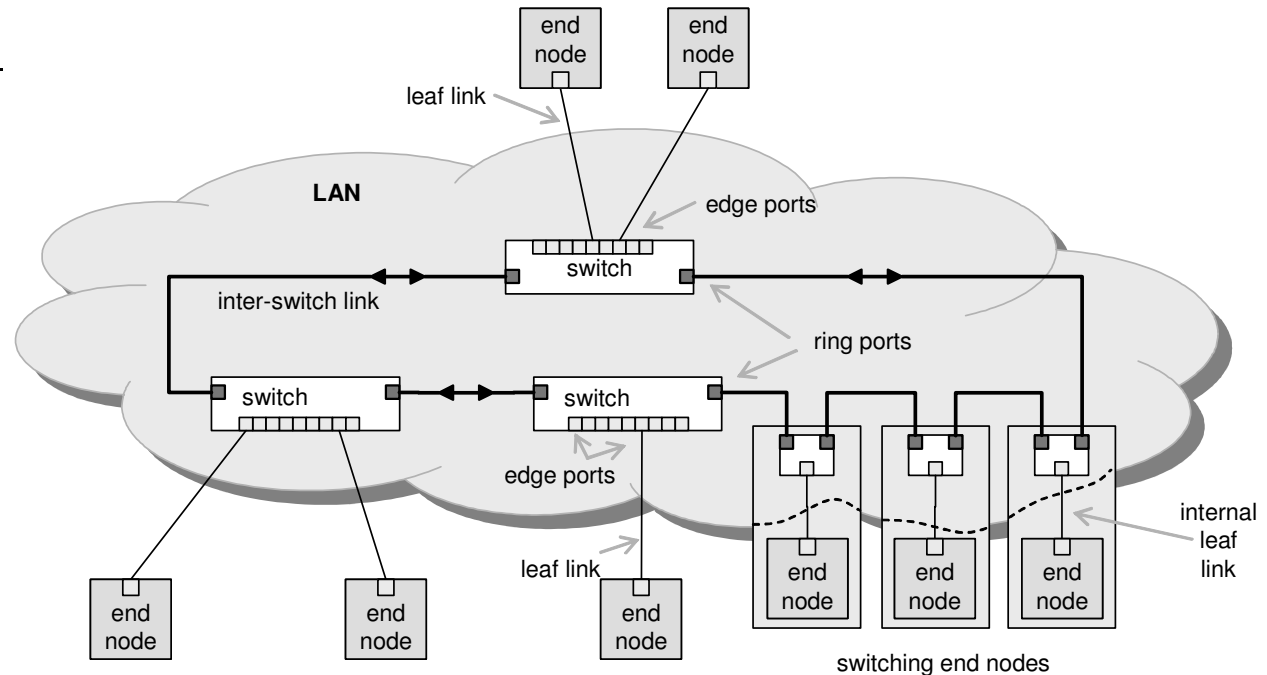 end
node
end
node
leaf link
LAN
edge ports
switch
inter-switch link
ring ports
switch
switch
edge ports
internal
leaf
link
leaf link
end
node
end
node
end
node
end
node
end
node
end
node
switching end nodes